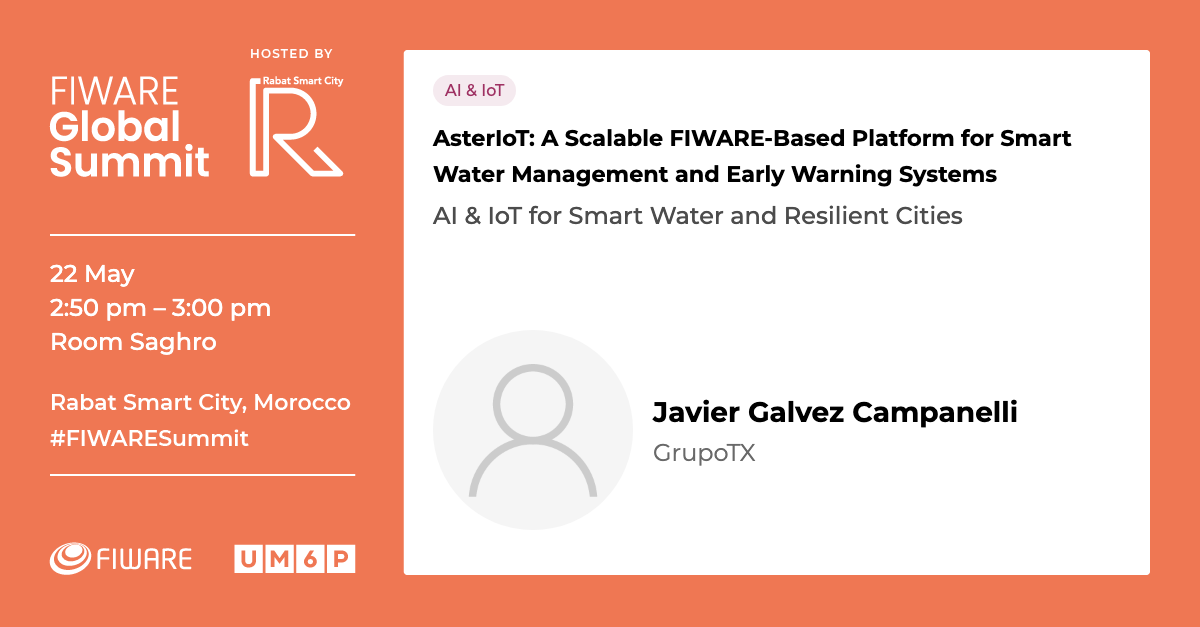 FIWARE
Global
Summit
HOSTED BY
Rabat Smart City
R
22 May
2:50 pm – 3:00 pm
Room Saghro
Rabat Smart City, Morocco
#FIWARESummit
FIWARE
UM6P
AI & IoT
AsterIoT: A Scalable FIWARE-Based Platform for Smart
Water Management and Early Warning Systems
AI & IoT for Smart Water and Resilient Cities
Javier Galvez Campanelli
GrupoTX